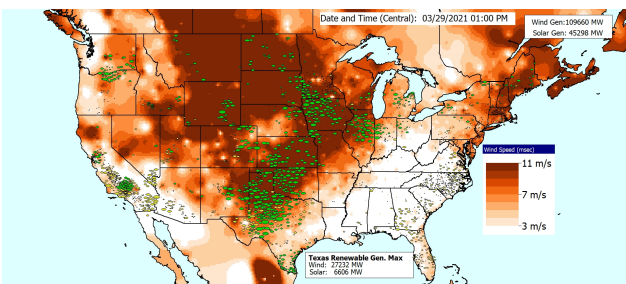 Date and Time (Central): 03/29/2021 01:00 PM
Wind Gen:109660 MW
Solar Gen: 45298 MW
Wind Speed (msec)
11 m/s
7 m/s
3 m/s
Texas Renewable Gen. Max
Wind: 27232 MW
Solar: 6606 MW